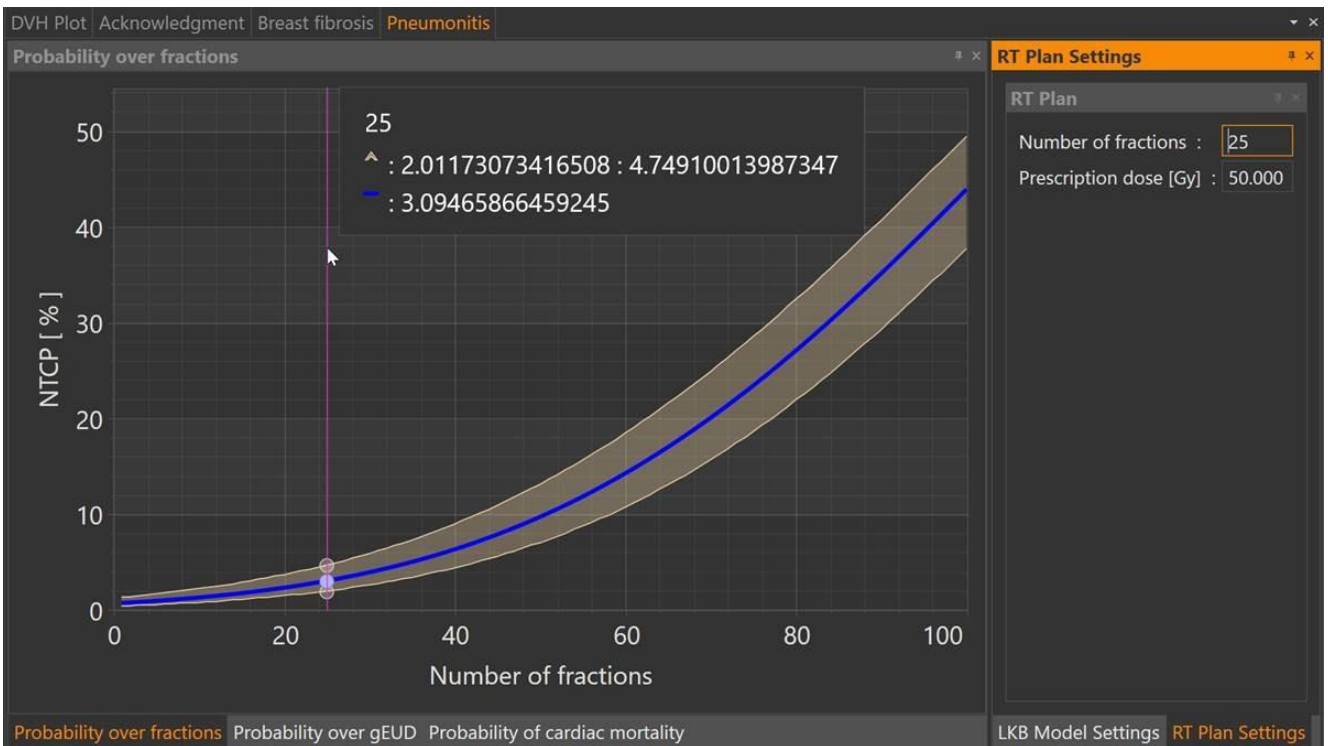 DVH Plot Acknowledgment Breast fibrosis Pneumonitis
Probability over fractions
25
: 2.01173073416508 : 4.74910013987347
: 3.09465866459245
NTCP [ % ]
50
40
30
20
10
0
0 20 40 60 80 100
Number of fractions
Probability over fractions Probability over gEUD Probability of cardiac mortality
RT Plan Settings
RT Plan
Number of fractions : 25
Prescription dose [Gy] : 50.000
LKB Model Settings RT Plan Settings